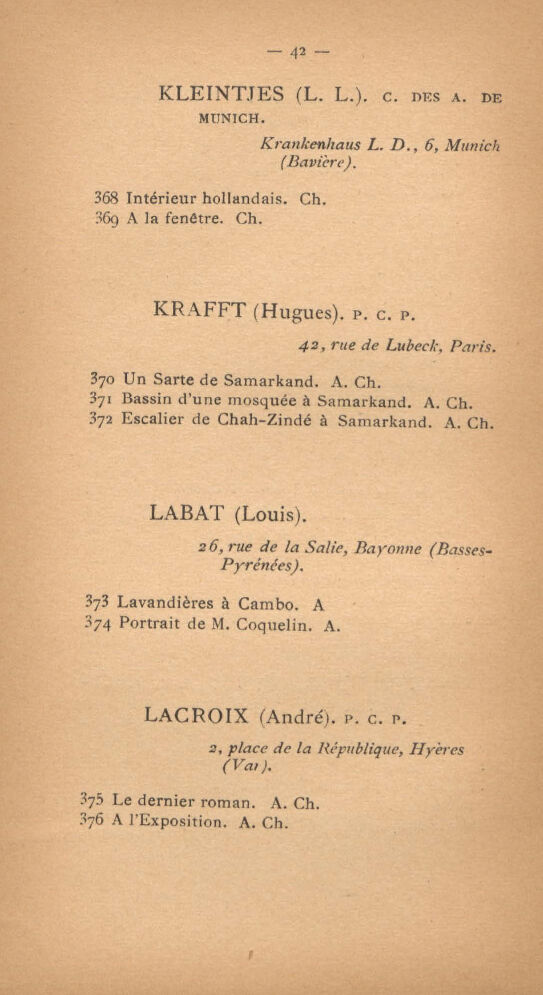 — 42 —
KLEINTJES (L. L.). C. DES A. DE
MUNICH.
Krankenhaus L. D., 6, Munich
(Bavière).
368 Intérieur hollandais. Ch.
369 A la fenêtre. Ch.
KRAFFT (Hugues). P. C. P.
42, rue de Lubeck, Paris.
370 Un Sarte de Samarkand. A. Ch.
371 Bassin d'une mosquée à Samarkand. A. Ch.
372 Escalier de Chah-Zindé à Samarkand. A. Ch.
LABAT (Louis).
26, rue de la Salie, Bayonne (Basses-
Pyrénées).
373 Lavandières à Cambo. A
374 Portrait de M. Coquelin. A.
LACROIX (André). P. C. P.
2, place de la République, Hyères
(Var).
375 Le dernier roman. A. Ch.
376 A l'Exposition. A. Ch.